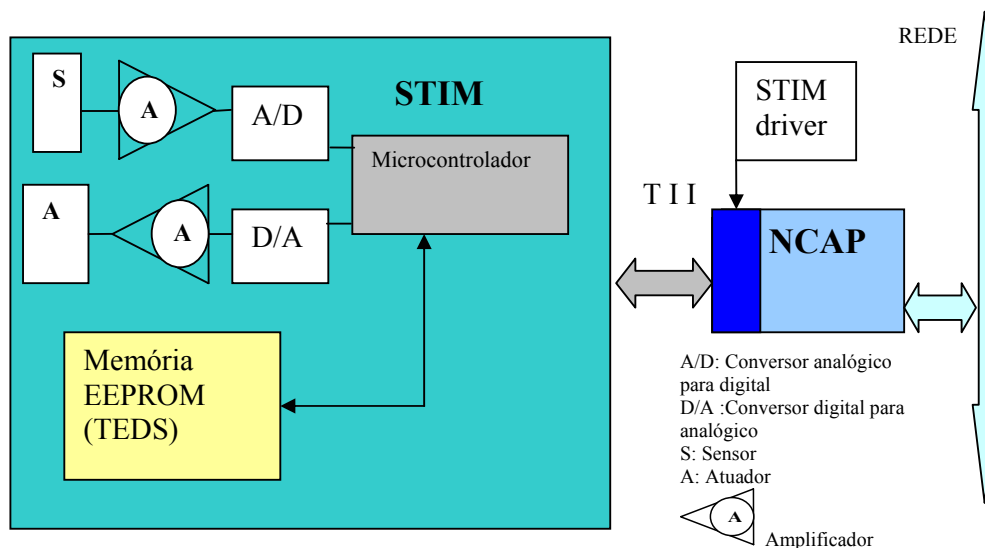 REDE
S
A
A/D
STIM
STIM
driver
Microcontrolador
T I I
A
A
D/A
NCAP
Memória
EEPROM
(TEDS)
A/D: Conversor analógico
para digital
D/A :Conversor digital para
analógico
S: Sensor
A: Atuador
A
Amplificador